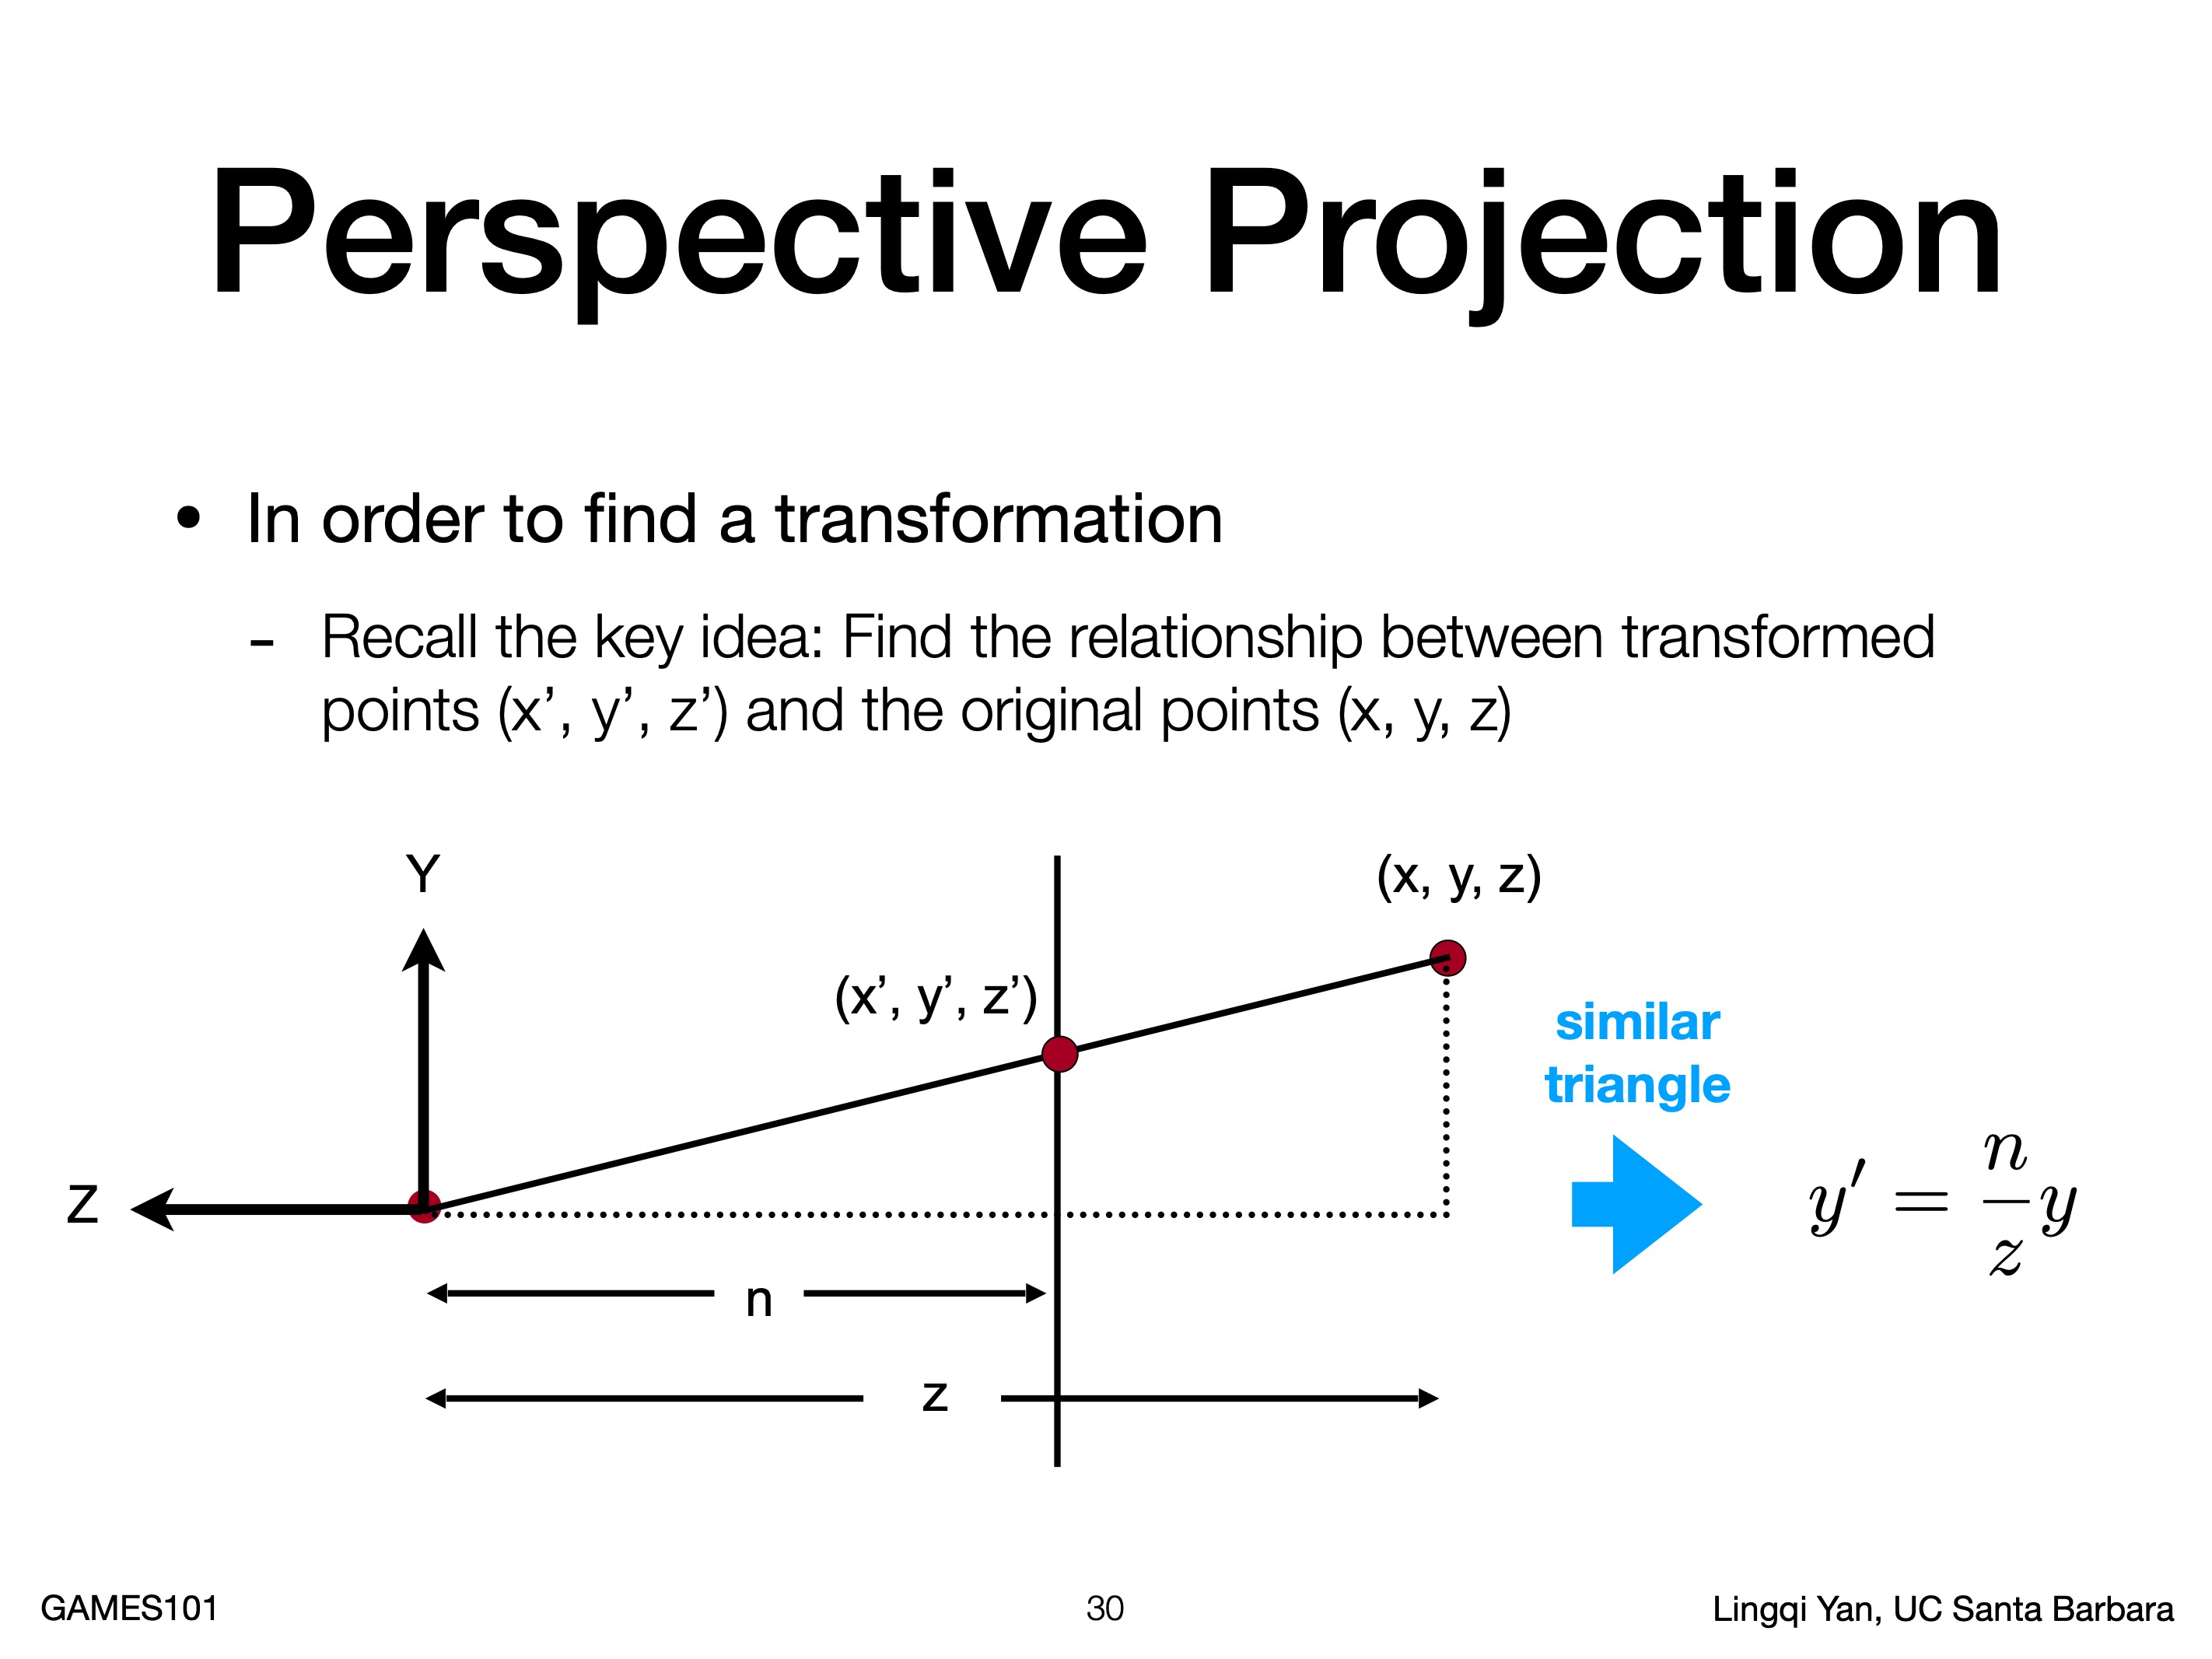 Perspective Projection
• In order to find a transformation
- Recall the key idea: Find the relationship between transformed
points (x’, y’, z’) and the original points (x, y, z)
Y
(x, y, z)
(x’, y’, z’)
similar
triangle
y′ = n/z y
z
n
z
GAMES101
30
Lingqi Yan, UC Santa Barbara